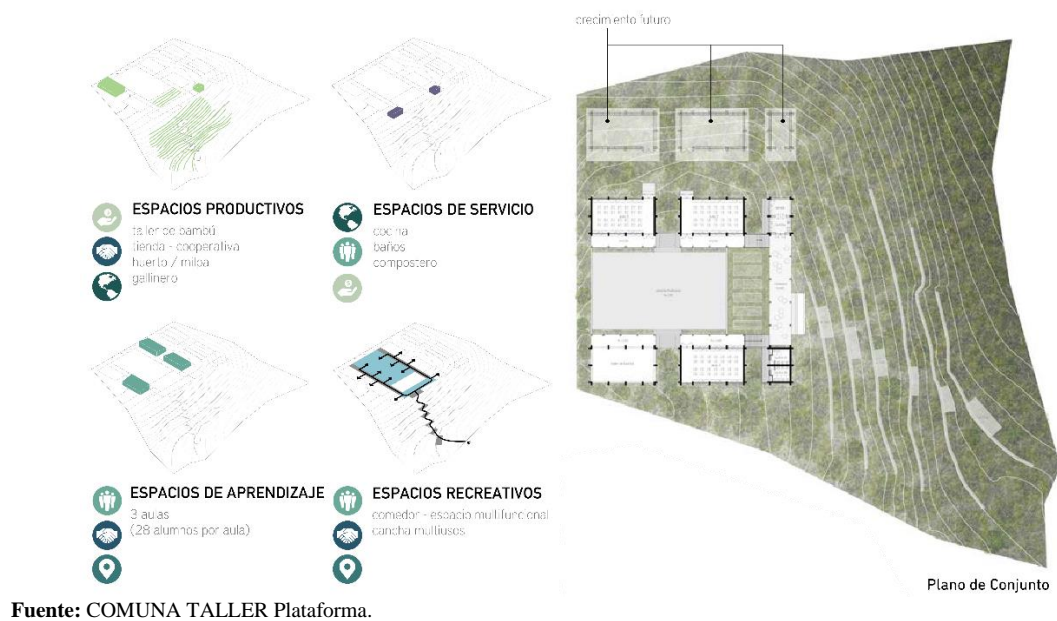 crecimiento futuro
ESPACIOS PRODUCTIVOS
taller de bambú
tienda - cooperativa
huerto / milpa
gallinero
ESPACIOS DE SERVICIO
cocina
baños
compostero
ESPACIOS DE APRENDIZAJE
3 aulas
(28 alumnos por aula)
ESPACIOS RECREATIVOS
comedor - espacio multifuncional
cancha multiusos
Plano de Conjunto
Fuente: COMUNA TALLER Plataforma.